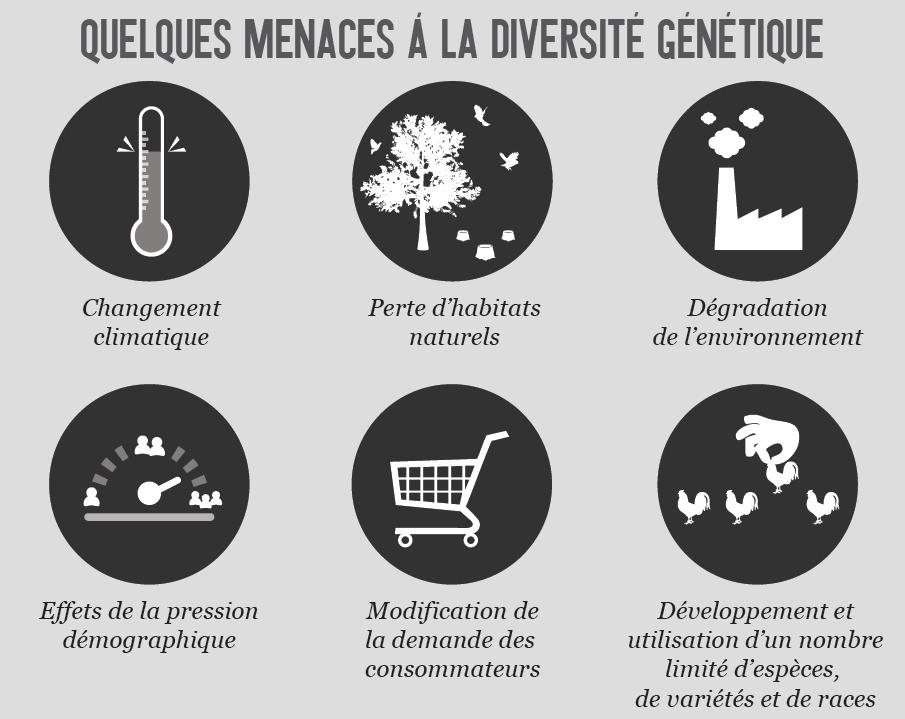 QUELQUES MENACES Á LA DIVERSITÉ GÉNÉTIQUE
Changement
climatique
Perte d’habitats
naturels
Dégradation
de l’environnement
Effets de la pression
démographique
Modification de
la demande des
consommateurs
Développement et
utilisation d’un nombre
limité d’espèces,
de variétés et de races